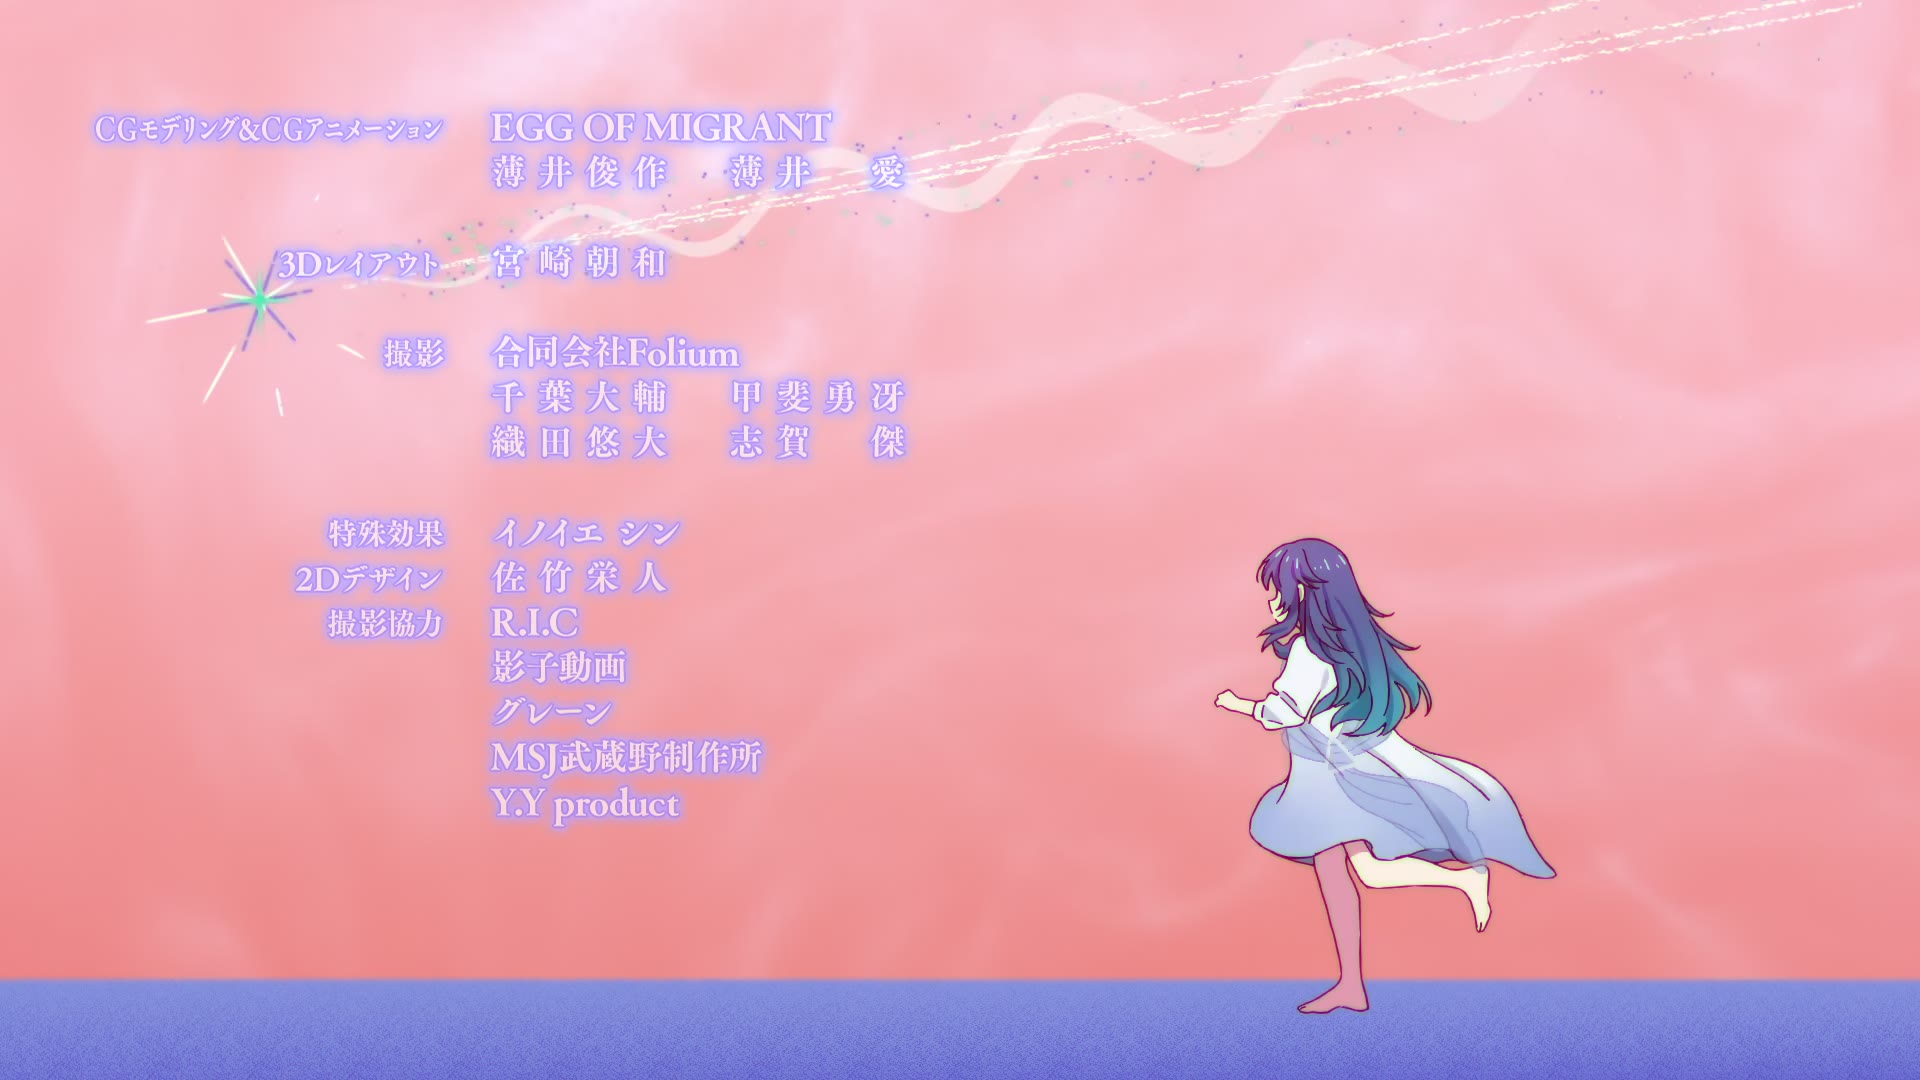 CGモデリング&CGアニメーション EGG OF MIGRANT
薄井俊作 薄井 愛
3Dレイアウト 宮崎朝和
撮影 合同会社Folium
千葉大輔 甲斐勇冴
織田悠大 志賀 傑
特殊効果 イノイエ シン
2Dデザイン 佐竹栄人
撮影協力 R.I.C
影子動画
グレーン
MSJ武蔵野制作所
Y.Y product